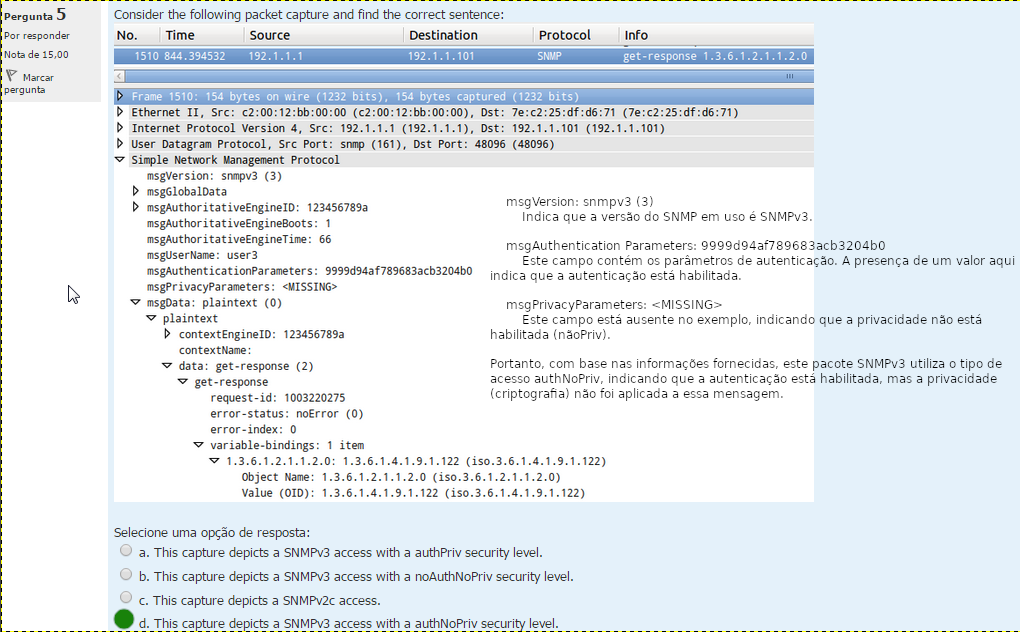 Pergunta 5
Por responder
Nota de 15,00
Marcar
pergunta
Consider the following packet capture and find the correct sentence:
No. Time Source Destination Protocol Info
1510 844.394532 192.1.1.1 192.1.1.101 SNMP get-response 1.3.6.1.2.1.1.2.0
Frame 1510: 154 bytes on wire (1232 bits), 154 bytes captured (1232 bits)
Ethernet II, Src: c2:00:12:bb:00:00 (c2:00:12:bb:00:00), Dst: 7e:c2:25:df:d6:71 (7e:c2:25:df:d6:71)
Internet Protocol Version 4, Src: 192.1.1.1 (192.1.1.1), Dst: 192.1.1.101 (192.1.1.101)
User Datagram Protocol, Src Port: snmp (161), Dst Port: 48096 (48096)
Simple Network Management Protocol
msgVersion: snmpv3 (3)
msgGlobalData
msgAuthoritativeEngineID: 123456789a
msgAuthoritativeEngineBoots: 1
msgAuthoritativeEngineTime: 66
msgUserName: user3
msgAuthenticationParameters: 9999d94af789683acb3204b0
msgPrivacyParameters: <MISSING>
msgData: plaintext (0)
plaintext
contextEngineID: 123456789a
contextName:
data: get-response (2)
get-response
request-id: 1003220275
error-status: noError (0)
error-index: 0
variable-bindings: 1 item
1.3.6.1.2.1.1.2.0: 1.3.6.1.4.1.9.1.122 (iso.3.6.1.4.1.9.1.122)
Object Name: 1.3.6.1.2.1.1.2.0 (iso.3.6.1.2.1.1.2.0)
Value (OID): 1.3.6.1.4.1.9.1.122 (iso.3.6.1.4.1.9.1.122)
msgVersion: snmpv3 (3)
Indica que a versão do SNMP em uso é SNMPv3.
msgAuthentication Parameters: 9999d94af789683acb3204b0
Este campo contém os parâmetros de autenticação. A presença de um valor aqui
indica que a autenticação está habilitada.
msgPrivacyParameters: <MISSING>
Este campo está ausente no exemplo, indicando que a privacidade não está
habilitada (nãoPriv).
Portanto, com base nas informações fornecidas, este pacote SNMPv3 utiliza o tipo de
acesso authNoPriv, indicando que a autenticação está habilitada, mas a privacidade
(criptografia) não foi aplicada a essa mensagem.
Selecione uma opção de resposta:
a. This capture depicts a SNMPv3 access with a authPriv security level.
b. This capture depicts a SNMPv3 access with a noAuthNoPriv security level.
c. This capture depicts a SNMPv2c access.
d. This capture depicts a SNMPv3 access with a authNoPriv security level.